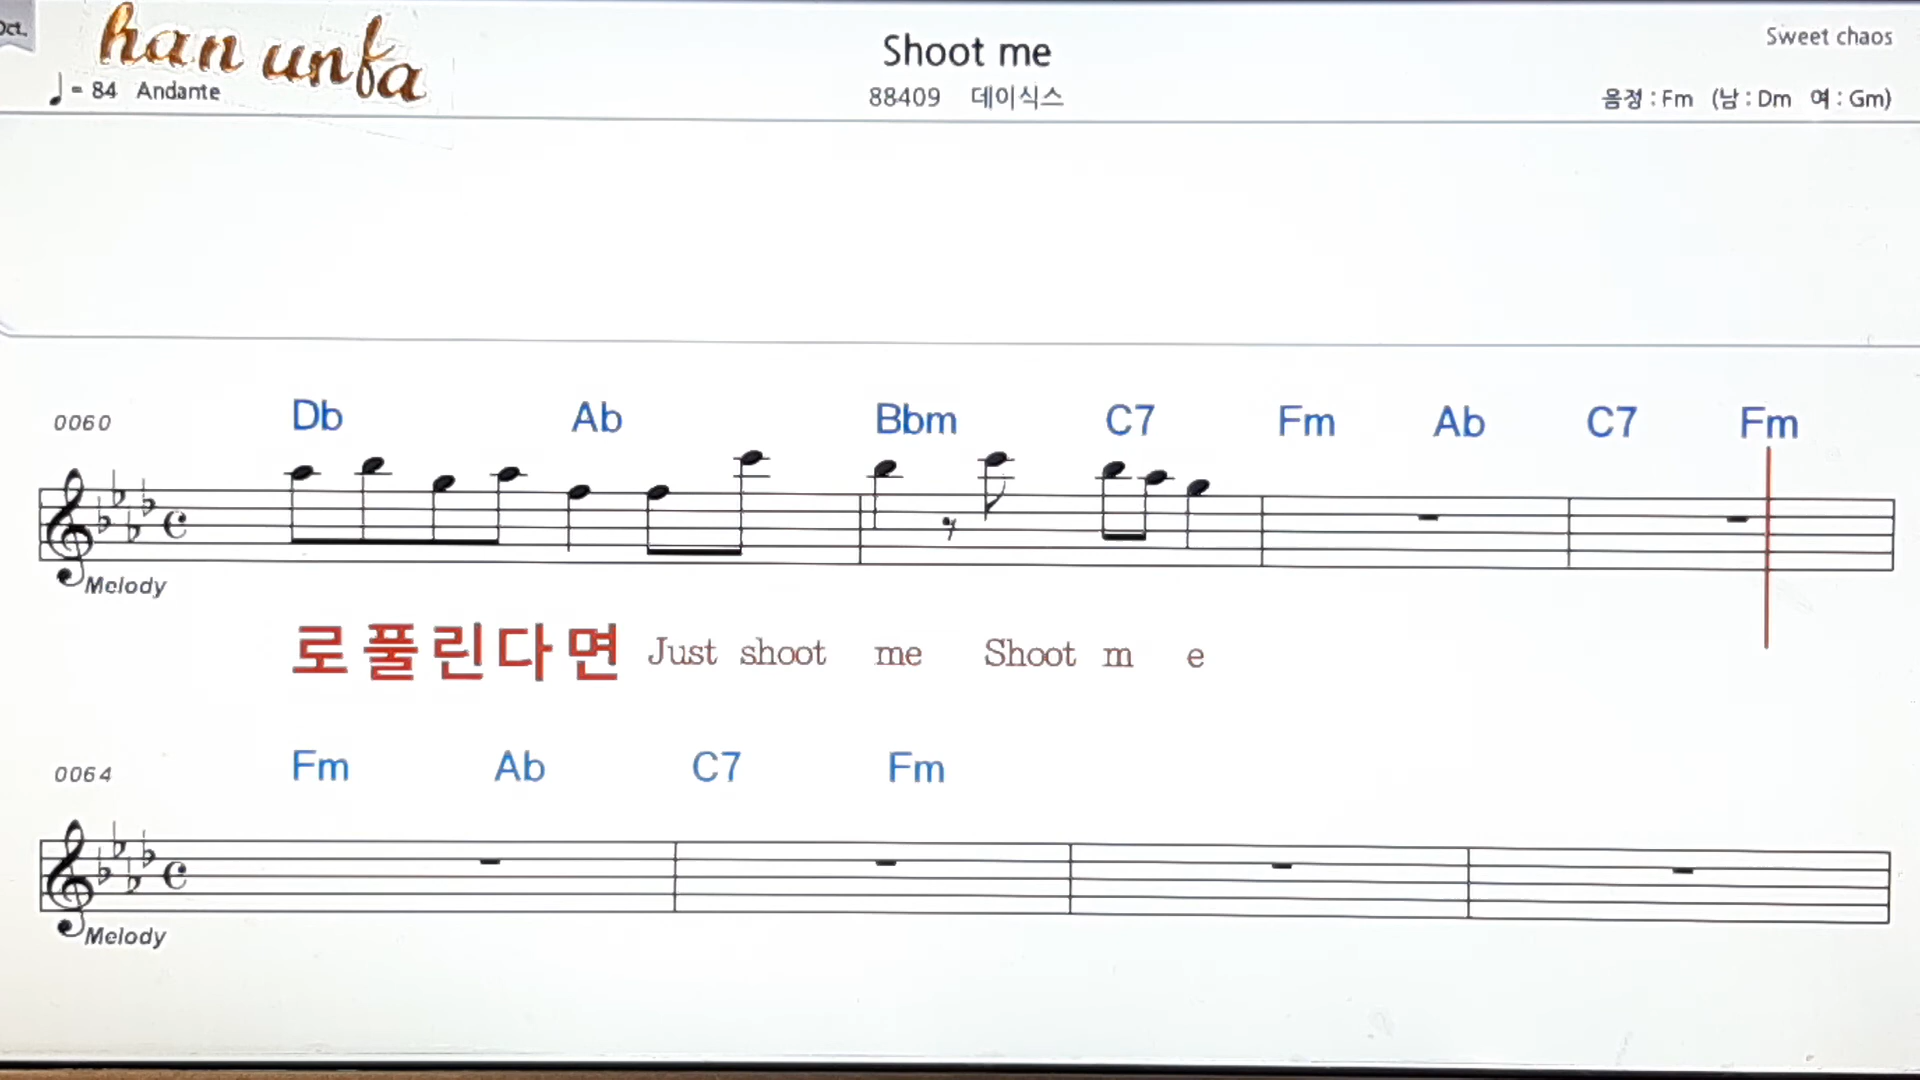 Oct.
han unfa
Shoot me
Sweet chaos
♩ = 84 Andante
88409 데이식스
음정 : Fm (남 : Dm 여 : Gm)
0060 Db Ab Bbm C7 Fm Ab C7 Fm
Melody
로 풀 린 다 면 Just shoot me Shoot m e
0064 Fm Ab C7 Fm
Melody